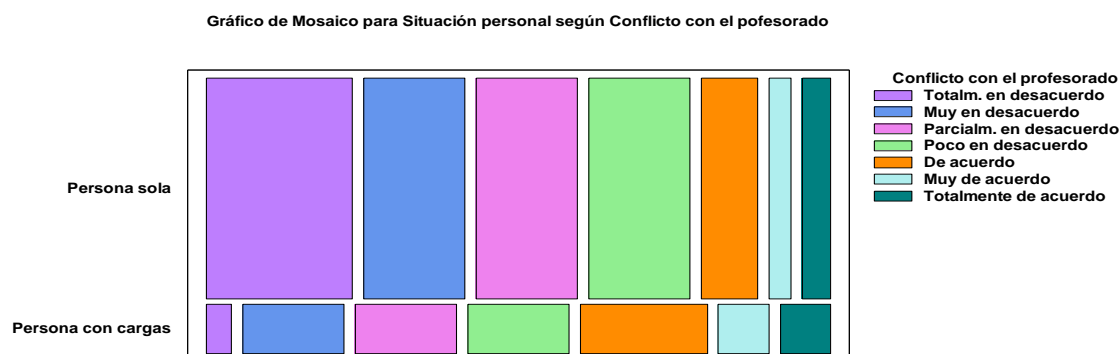 Gráfico de Mosaico para Situación personal según Conflicto con el pofesorado
Conflicto con el profesorado
Totalm. en desacuerdo
Muy en desacuerdo
Parcialm. en desacuerdo
Poco en desacuerdo
De acuerdo
Muy de acuerdo
Totalmente de acuerdo
Persona sola
Persona con cargas